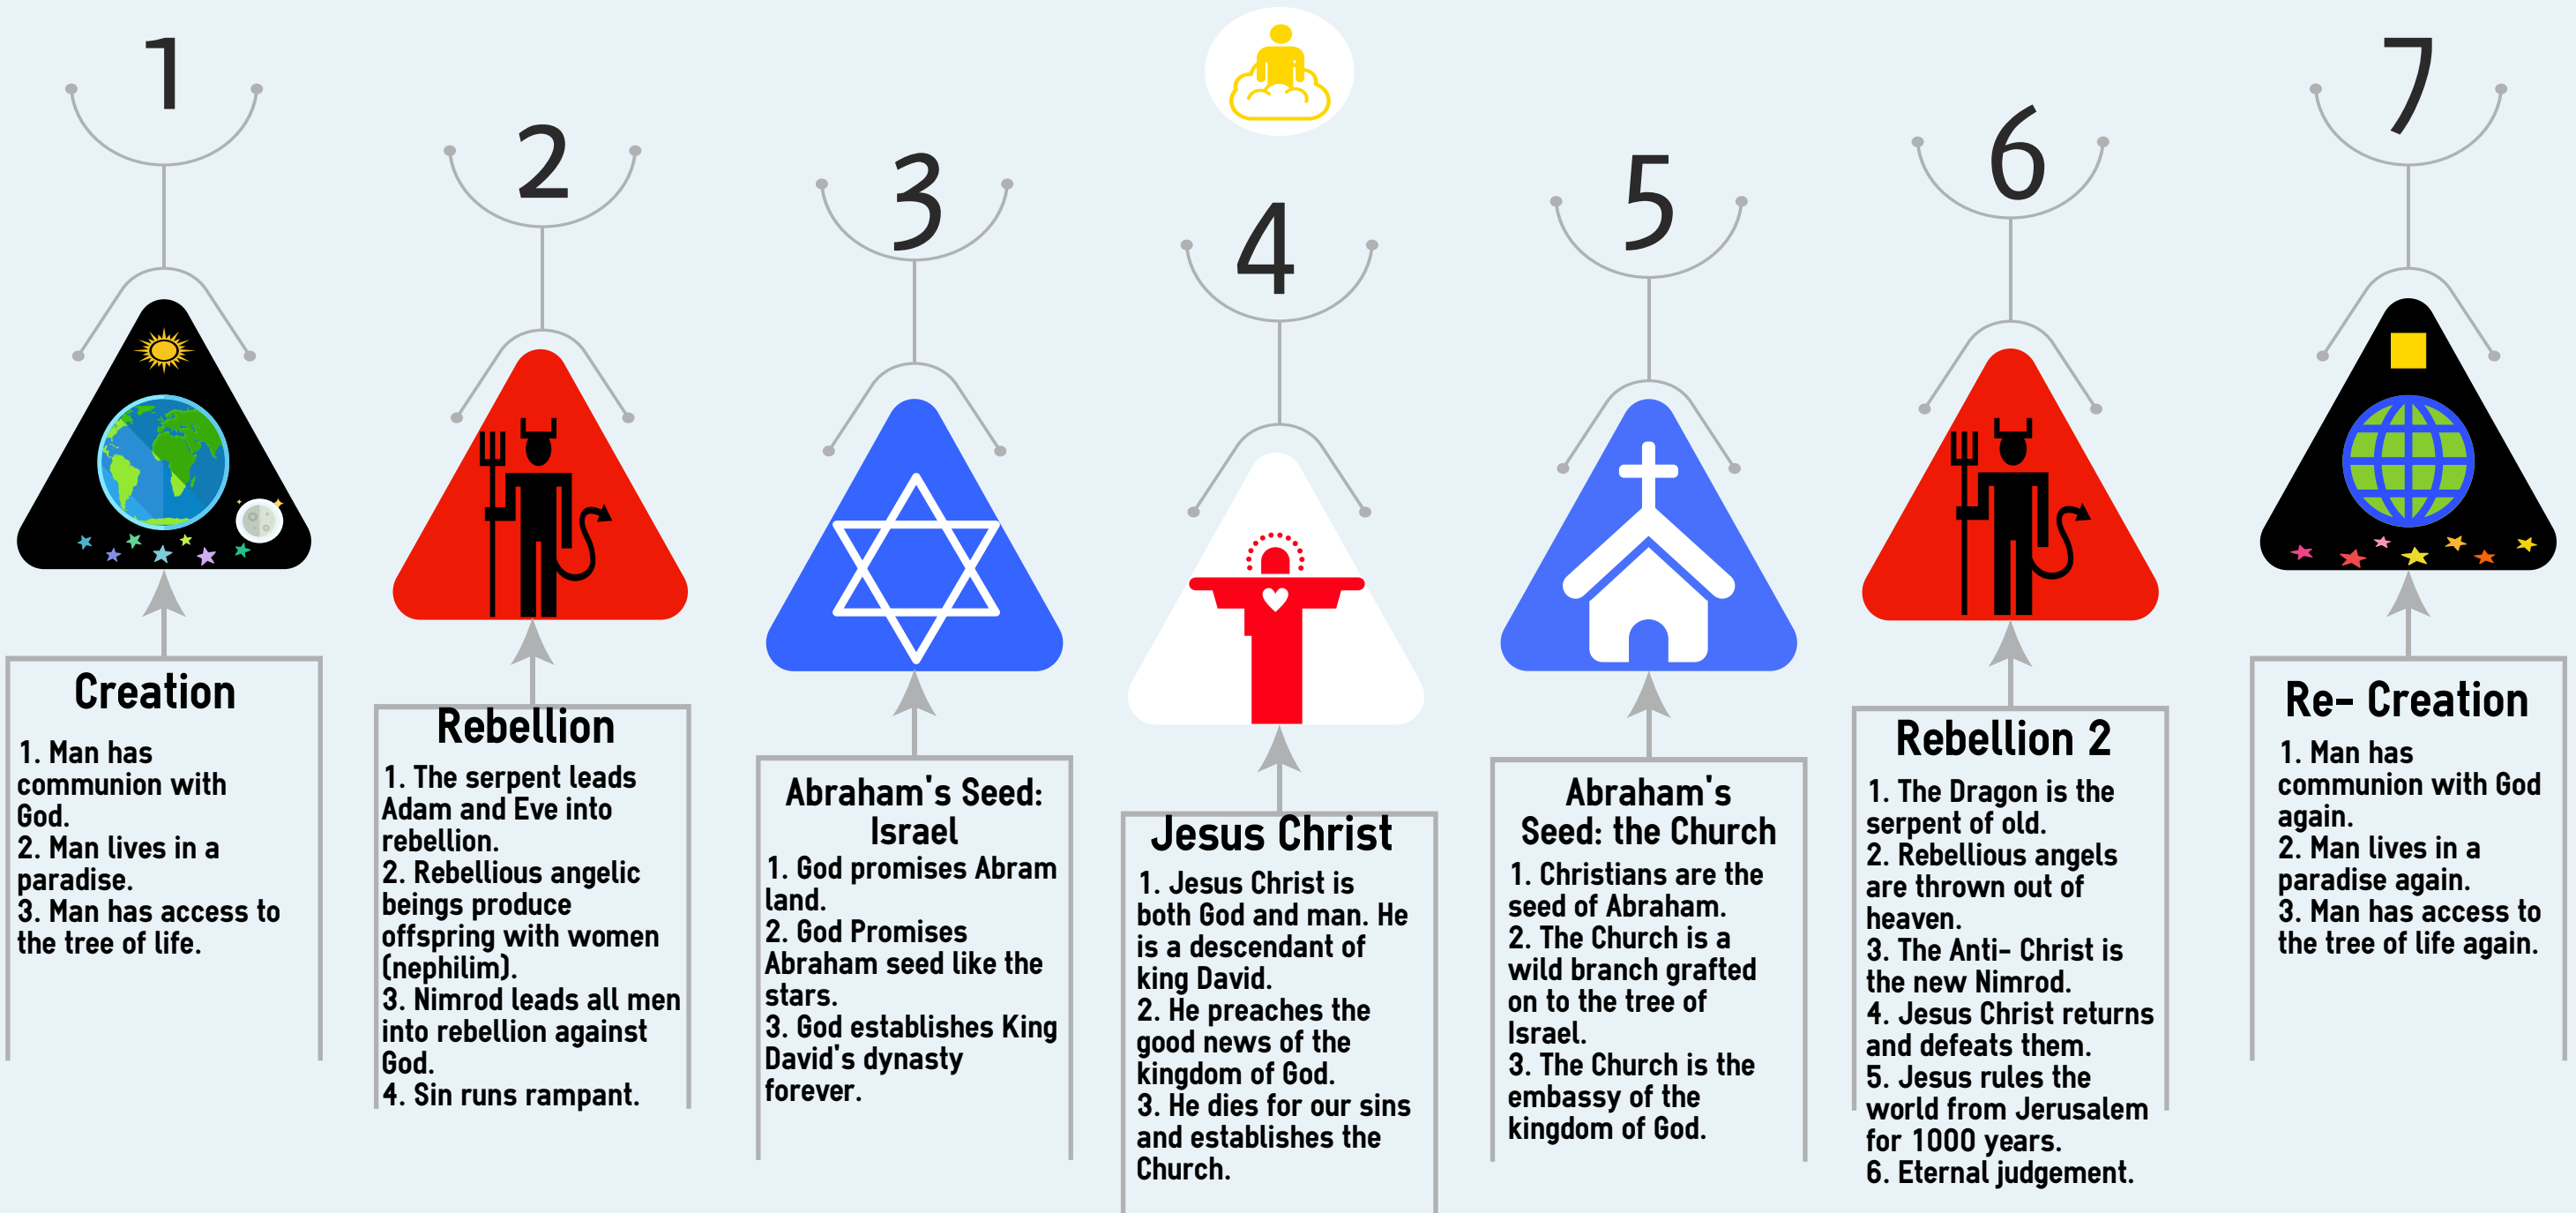 1
Creation
1. Man has
communion with
God.
2. Man lives in a
paradise.
3. Man has access to
the tree of life.
2
Rebellion
1. The serpent leads
Adam and Eve into
rebellion.
2. Rebellious angelic
beings produce
offspring with women
(nephilim).
3. Nimrod leads all men
into rebellion against
God.
4. Sin runs rampant.
3
Abraham's Seed:
Israel
1. God promises Abram
land.
2. God Promises
Abraham seed like the
stars.
3. God establishes King
David's dynasty
forever.
4
Jesus Christ
1. Jesus Christ is
both God and man. He
is a descendant of
king David.
2. He preaches the
good news of the
kingdom of God.
3. He dies for our sins
and establishes the
Church.
5
Abraham's
Seed: the Church
1. Christians are the
seed of Abraham.
2. The Church is a
wild branch grafted
on to the tree of
Israel.
3. The Church is the
embassy of the
kingdom of God.
6
Rebellion 2
1. The Dragon is the
serpent of old.
2. Rebellious angels
are thrown out of
heaven.
3. The Anti- Christ is
the new Nimrod.
4. Jesus Christ returns
and defeats them.
5. Jesus rules the
world from Jerusalem
for 1000 years.
6. Eternal judgement.
7
Re- Creation
1. Man has
communion with God
again.
2. Man lives in a
paradise again.
3. Man has access to
the tree of life again.